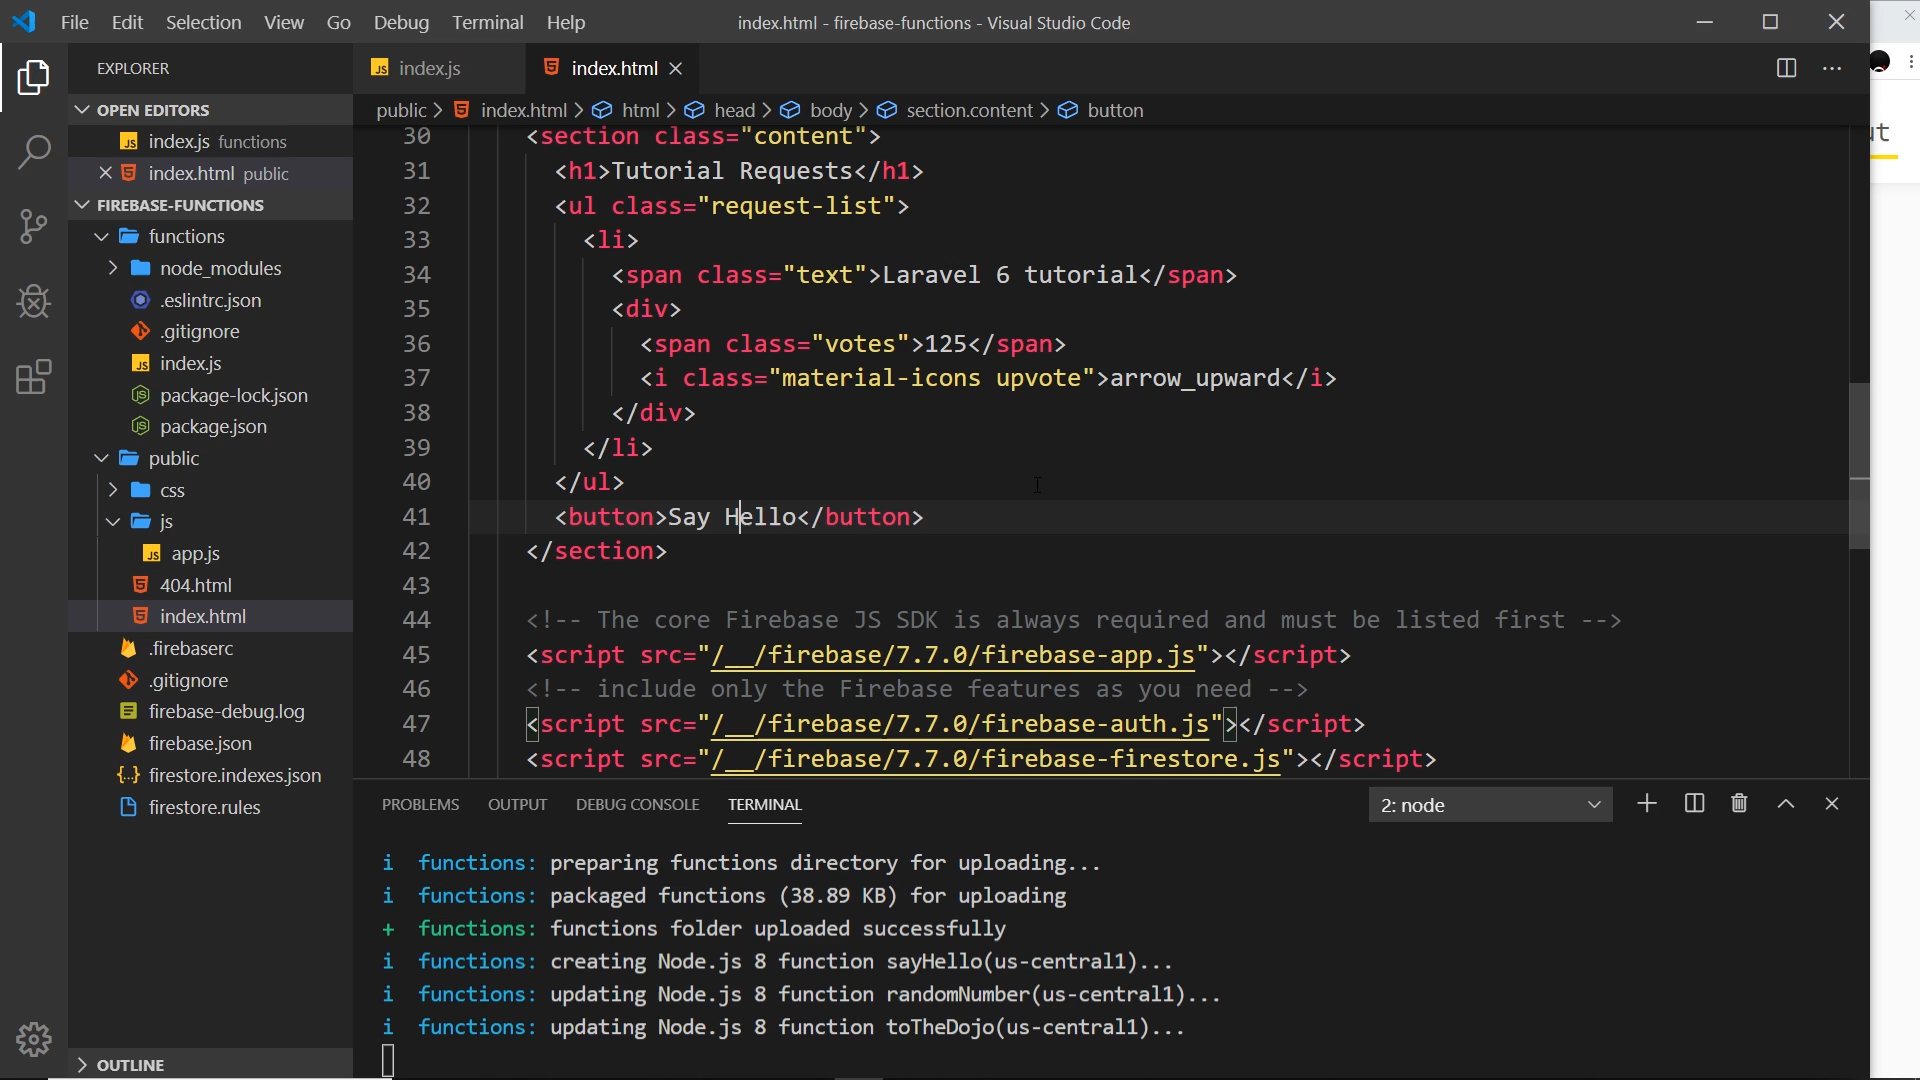 File Edit Selection View Go Debug Terminal Help
index.html - firebase-functions - Visual Studio Code
EXPLORER
OPEN EDITORS
index.js functions
index.html public
FIREBASE-FUNCTIONS
functions
node_modules
.eslintrc.json
.gitignore
index.js
package-lock.json
package.json
public
css
js
app.js
404.html
index.html
.firebaserc
.gitignore
firebase-debug.log
firebase.json
firestore.indexes.json
firestore.rules
OUTLINE
index.js index.html
public > index.html > html > head > body > section.content > button
30 <section class="content">
31 <h1>Tutorial Requests</h1>
32 <ul class="request-list">
33 <li>
34 <span class="text">Laravel 6 tutorial</span>
35 <div>
36 <span class="votes">125</span>
37 <i class="material-icons upvote">arrow_upward</i>
38 </div>
39 </li>
40 </ul>
41 <button>Say Hello</button>
42 </section>
43
44 <!-- The core Firebase JS SDK is always required and must be listed first -->
45 <script src="/__/firebase/7.7.0/firebase-app.js"></script>
46 <!-- include only the Firebase features as you need -->
47 <script src="/__/firebase/7.7.0/firebase-auth.js"></script>
48 <script src="/__/firebase/7.7.0/firebase-firestore.js"></script>
PROBLEMS OUTPUT DEBUG CONSOLE TERMINAL
2: node
i functions: preparing functions directory for uploading...
i functions: packaged functions (38.89 KB) for uploading
+ functions: functions folder uploaded successfully
i functions: creating Node.js 8 function sayHello(us-central1)...
i functions: updating Node.js 8 function randomNumber(us-central1)...
i functions: updating Node.js 8 function toTheDojo(us-central1)...